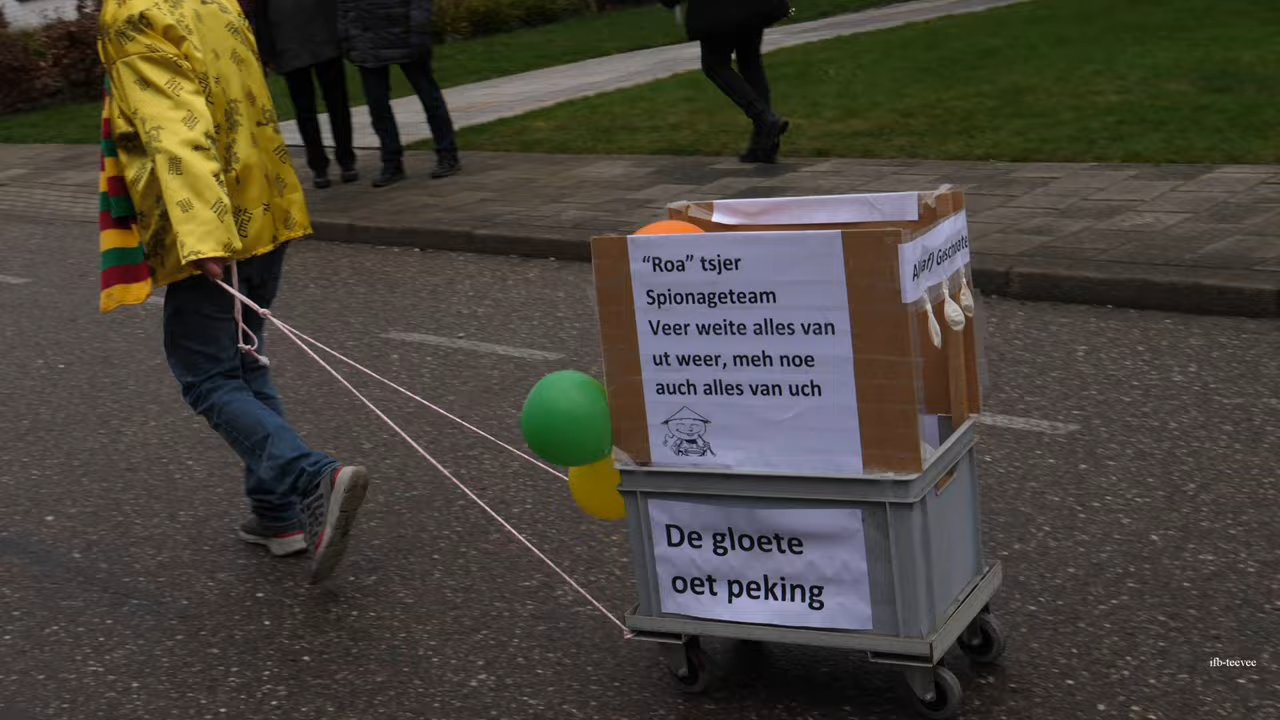 “Roa” tsjer
Spionageteam
Veer weite alles van
ut weer, meh noe
auch alles van uch
De gloete
oet peking
ifb-teevee